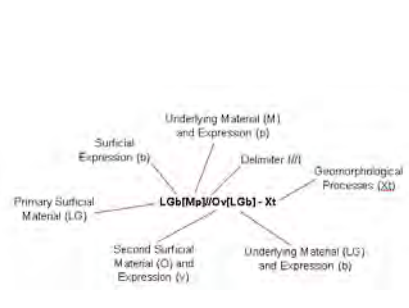 Underlying Material (M)
and Expression (p)
Surficial
Expression (b)
Delimiter (//)
Geomorphological
Processes (Xt)
Primary Surficial
Material (LG)
LGb[Mp]//Ov[LGb] - Xt
Second Surficial
Material (O) and
Expression (v)
Underlying Material (LG)
and Expression (b)